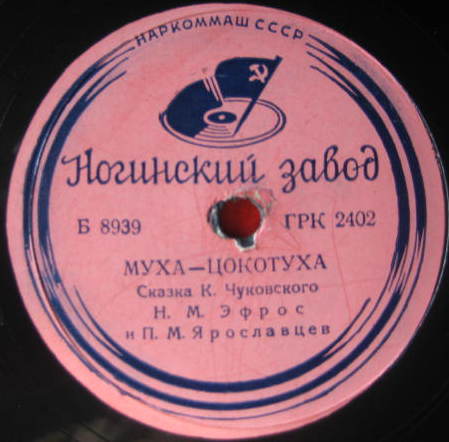 НАРКОММАШ СССР
Ногинский завод
Б 8939 ГРК 2402
МУХА—ЦОКОТУХА
Сказка К. Чуковского
Н. М. Эфрос
и П. М. Ярославцев